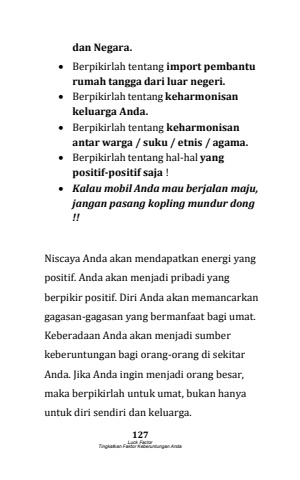 dan Negara.
• Berpikirlah tentang import pembantu
rumah tangga dari luar negeri.
• Berpikirlah tentang keharmonisan
keluarga Anda.
• Berpikirlah tentang keharmonisan
antar warga / suku / etnis / agama.
• Berpikirlah tentang hal-hal yang
positif-positif saja !
• Kalau mobil Anda mau berjalan maju,
jangan pasang kopling mundur dong
!!
Niscaya Anda akan mendapatkan energi yang
positif. Anda akan menjadi pribadi yang
berpikir positif. Diri Anda akan memancarkan
gagasan-gagasan yang bermanfaat bagi umat.
Keberadaan Anda akan menjadi sumber
keberuntungan bagi orang-orang di sekitar
Anda. Jika Anda ingin menjadi orang besar,
maka berpikirlah untuk umat, bukan hanya
untuk diri sendiri dan keluarga.
127
Luck Factor
Tingkatkan Faktor Keberuntungan Anda